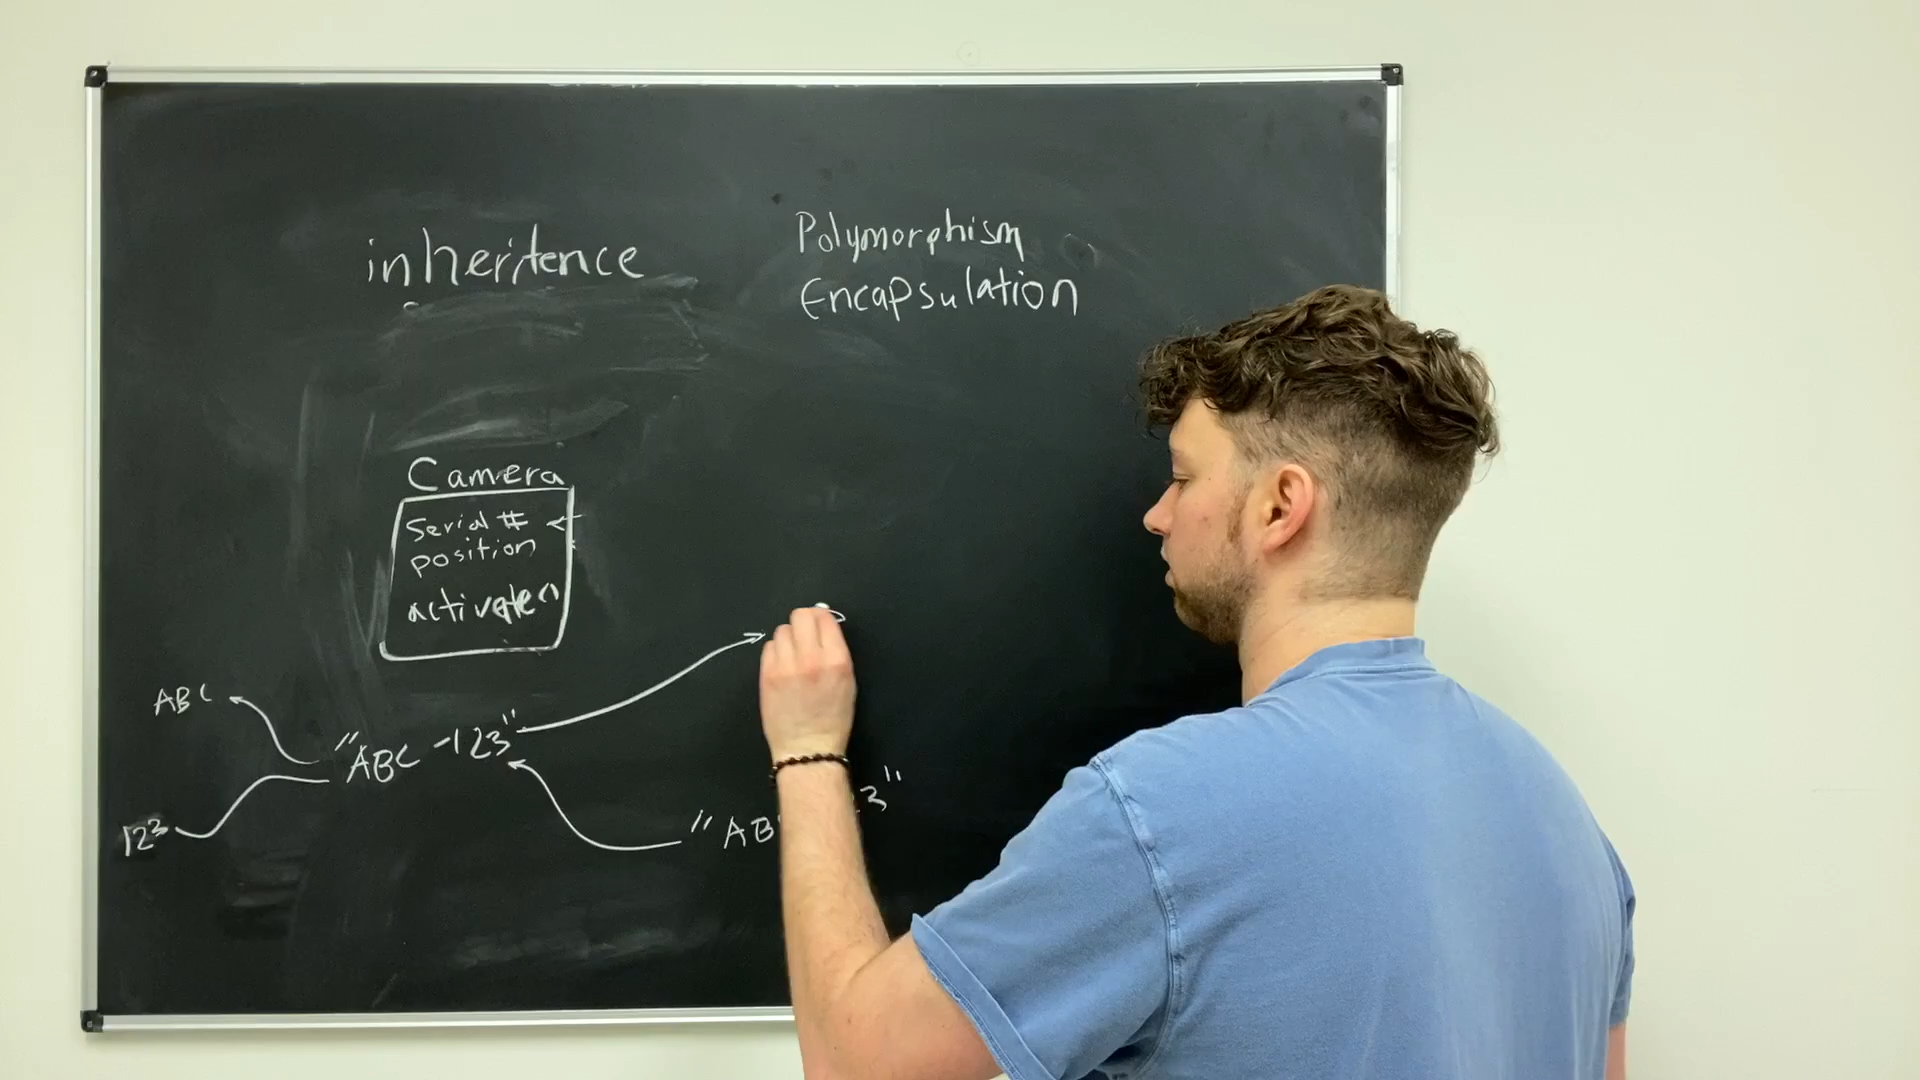 inheritence
Polymorphism
Encapsulation
Camera
Serial #
position
activate()
ABC
"ABC-123"
123
"AB
3"